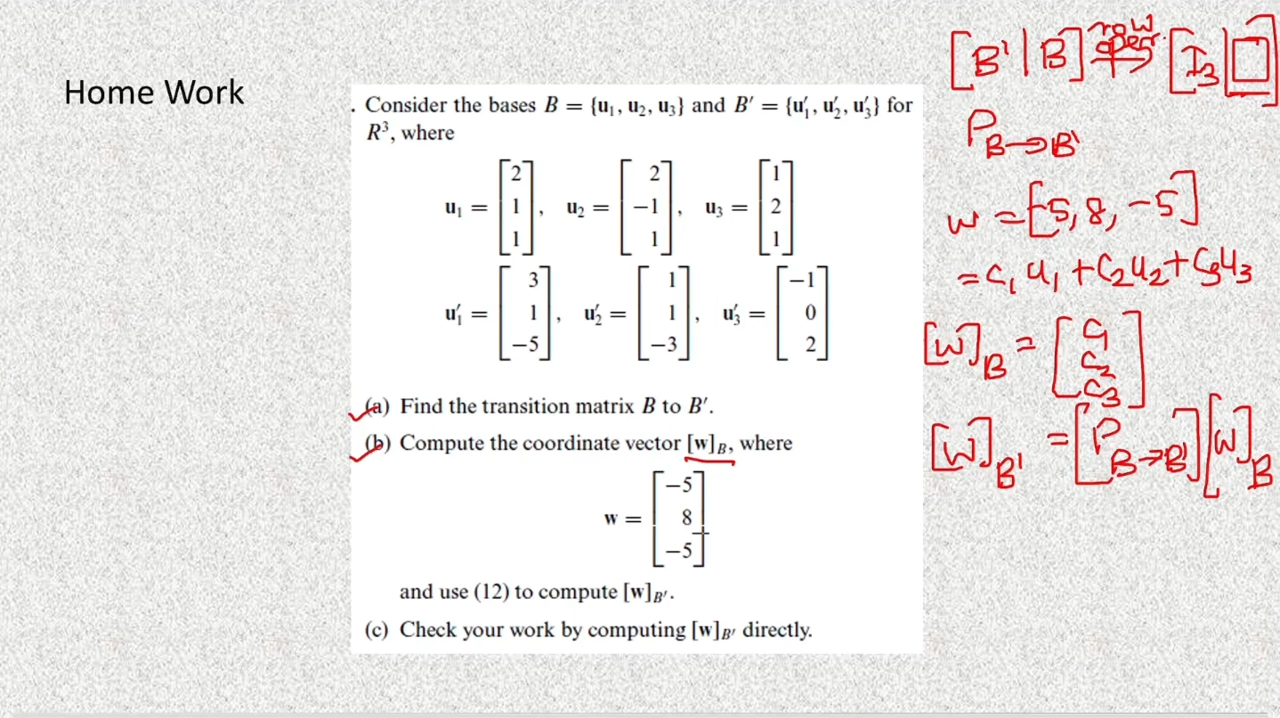 Home Work
. Consider the bases B = {u₁, u₂, u₃} and B′ = {u′₁, u′₂, u′₃} for
R³, where
u₁ = [2 1 1], u₂ = [2 −1 1], u₃ = [1 2 1]
u′₁ = [3 1 −5], u′₂ = [1 1 −3], u′₃ = [−1 0 2]
(a) Find the transition matrix B to B′.
(b) Compute the coordinate vector [w]B, where
w = [−5 8 −5]
and use (12) to compute [w]B′.
(c) Check your work by computing [w]B′ directly.
[B' | B] row oper. [I₃ | □]
P B→B'
w = [-5, 8, -5]
= c₁u₁ + c₂u₂ + c₃u₃
[w]B = [c₁ c₂ c₃]
[w]B' = [P B→B'] [w]B